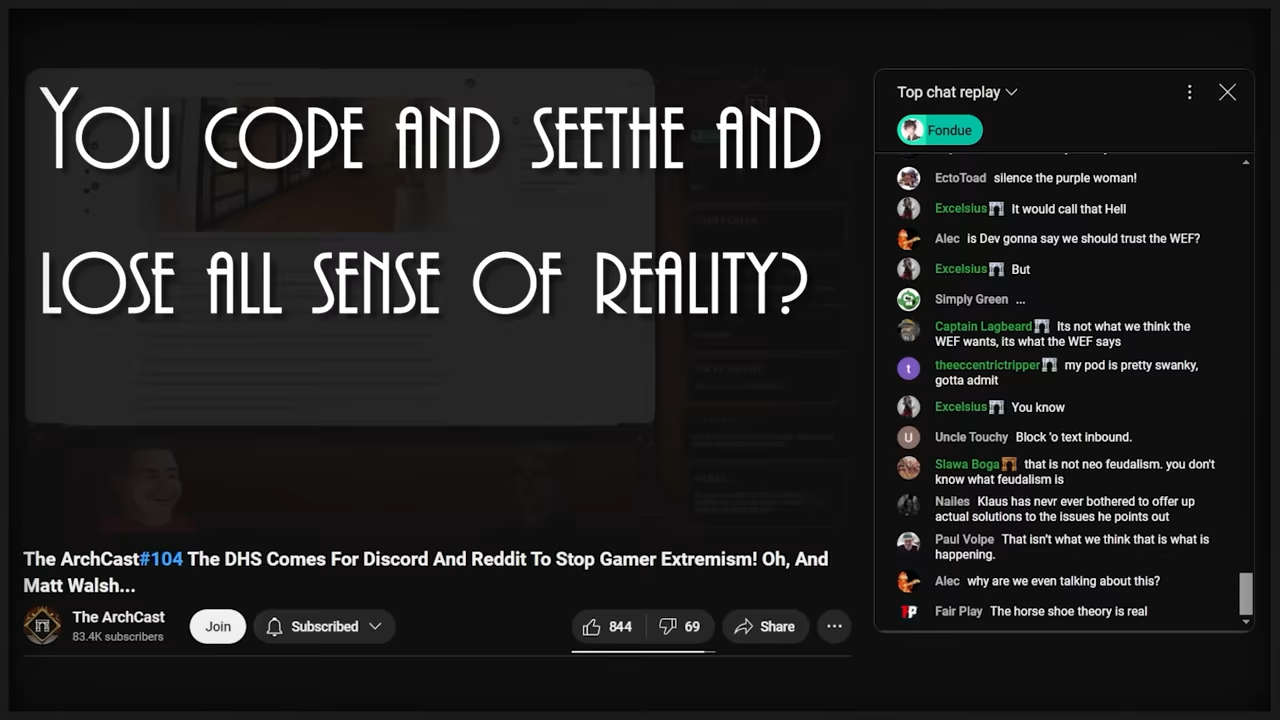 You cope and seethe and
lose all sense of reality?
The ArchCast#104 The DHS Comes For Discord And Reddit To Stop Gamer Extremism! Oh, And
Matt Walsh...
The ArchCast
83.4K subscribers
Join
Subscribed
844
69
Share
Top chat replay
Fondue
EctoToad silence the purple woman!
Excelsius It would call that Hell
Alec is Dev gonna say we should trust the WEF?
Excelsius But
Simply Green ...
Captain Lagbeard Its not what we think the
WEF wants, its what the WEF says
t
theeccentrictripper my pod is pretty swanky,
gotta admit
Excelsius You know
U
Uncle Touchy Block 'o text inbound.
Slawa Boga that is not neo feudalism. you don't
know what feudalism is
Nailes Klaus has nevr ever bothered to offer up
actual solutions to the issues he points out
Paul Volpe That isn't what we think that is what is
happening.
Alec why are we even talking about this?
Fair Play The horse shoe theory is real